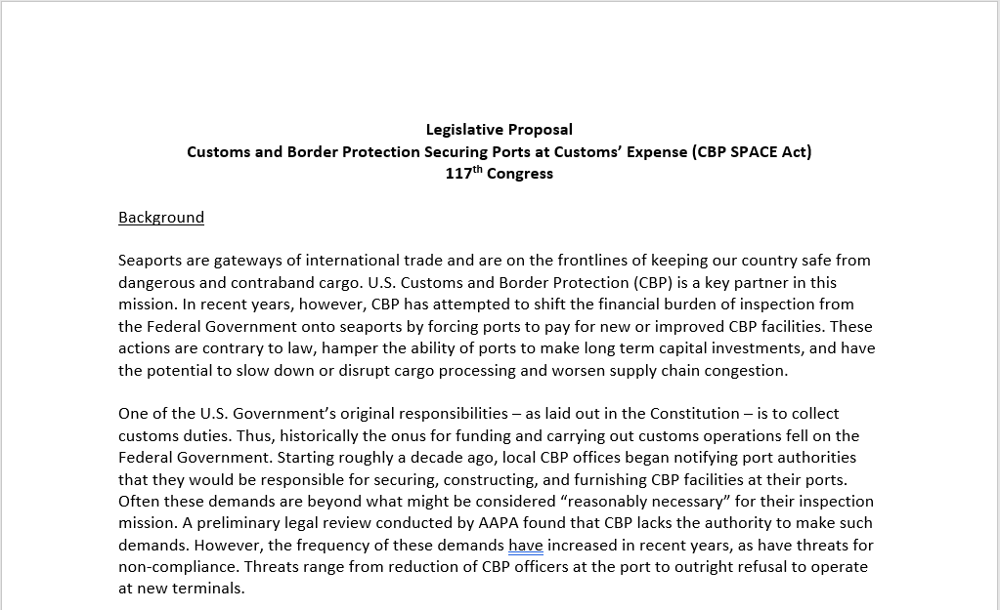 Legislative Proposal
Customs and Border Protection Securing Ports at Customs’ Expense (CBP SPACE Act)
117th Congress
Background
Seaports are gateways of international trade and are on the frontlines of keeping our country safe from
dangerous and contraband cargo. U.S. Customs and Border Protection (CBP) is a key partner in this
mission. In recent years, however, CBP has attempted to shift the financial burden of inspection from
the Federal Government onto seaports by forcing ports to pay for new or improved CBP facilities. These
actions are contrary to law, hamper the ability of ports to make long term capital investments, and have
the potential to slow down or disrupt cargo processing and worsen supply chain congestion.
One of the U.S. Government’s original responsibilities – as laid out in the Constitution – is to collect
customs duties. Thus, historically the onus for funding and carrying out customs operations fell on the
Federal Government. Starting roughly a decade ago, local CBP offices began notifying port authorities
that they would be responsible for securing, constructing, and furnishing CBP facilities at their ports.
Often these demands are beyond what might be considered “reasonably necessary” for their inspection
mission. A preliminary legal review conducted by AAPA found that CBP lacks the authority to make such
demands. However, the frequency of these demands have increased in recent years, as have threats for
non-compliance. Threats range from reduction of CBP officers at the port to outright refusal to operate
at new terminals.